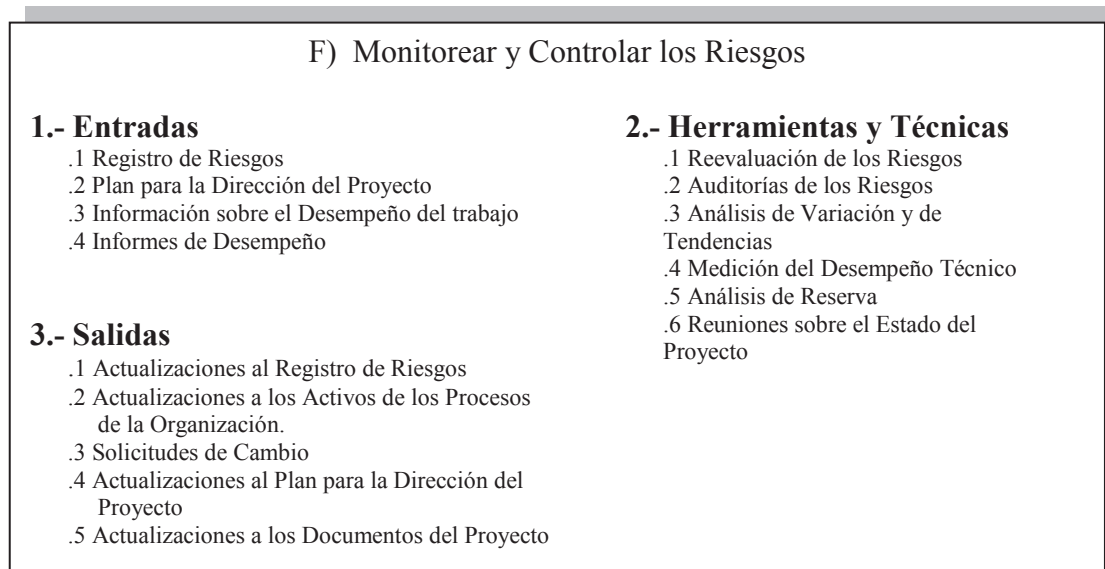 F) Monitorear y Controlar los Riesgos
1.- Entradas
.1 Registro de Riesgos
.2 Plan para la Dirección del Proyecto
.3 Información sobre el Desempeño del trabajo
.4 Informes de Desempeño
2.- Herramientas y Técnicas
.1 Reevaluación de los Riesgos
.2 Auditorías de los Riesgos
.3 Análisis de Variación y de
Tendencias
.4 Medición del Desempeño Técnico
.5 Análisis de Reserva
.6 Reuniones sobre el Estado del
Proyecto
3.- Salidas
.1 Actualizaciones al Registro de Riesgos
.2 Actualizaciones a los Activos de los Procesos
de la Organización.
.3 Solicitudes de Cambio
.4 Actualizaciones al Plan para la Dirección del
Proyecto
.5 Actualizaciones a los Documentos del Proyecto